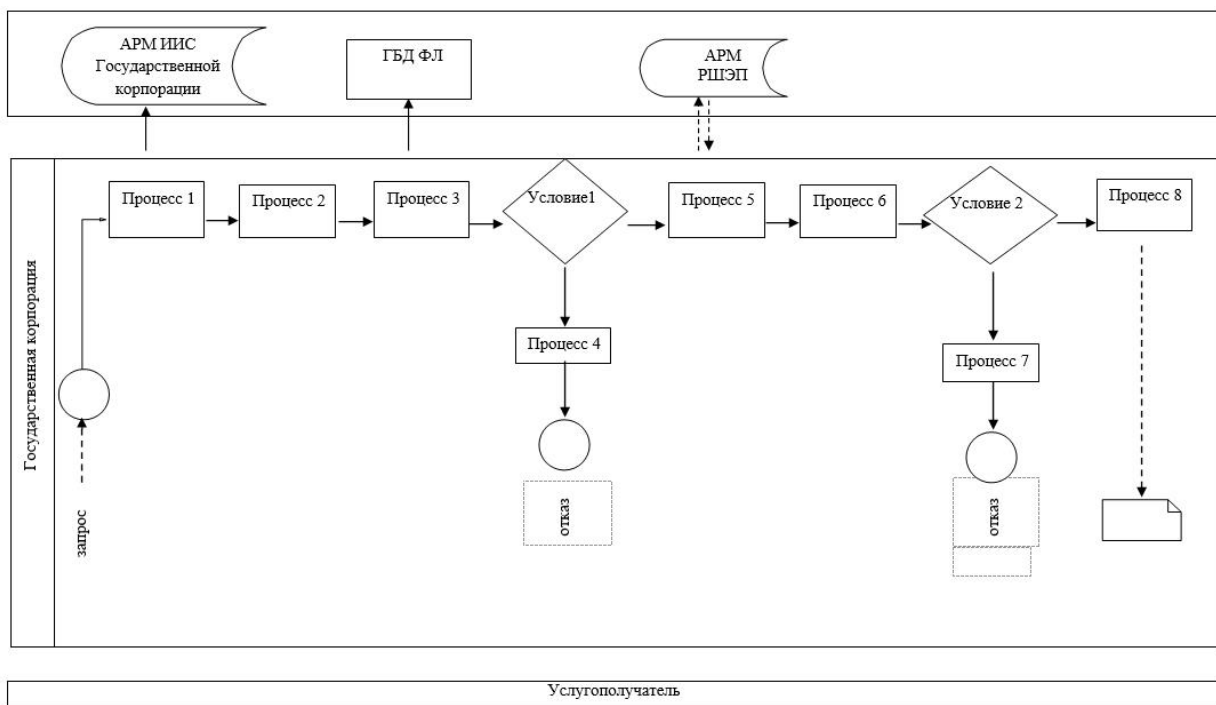 АРМ ИИС
Государственной
корпорации
ГБД ФЛ
АРМ
РШЭП
Государственная корпорация
Процесс 1
Процесс 2
Процесс 3
Условие1
Процесс 5
Процесс 6
Условие 2
Процесс 8
Процесс 4
Процесс 7
запрос
отказ
отказ
Услугополучатель